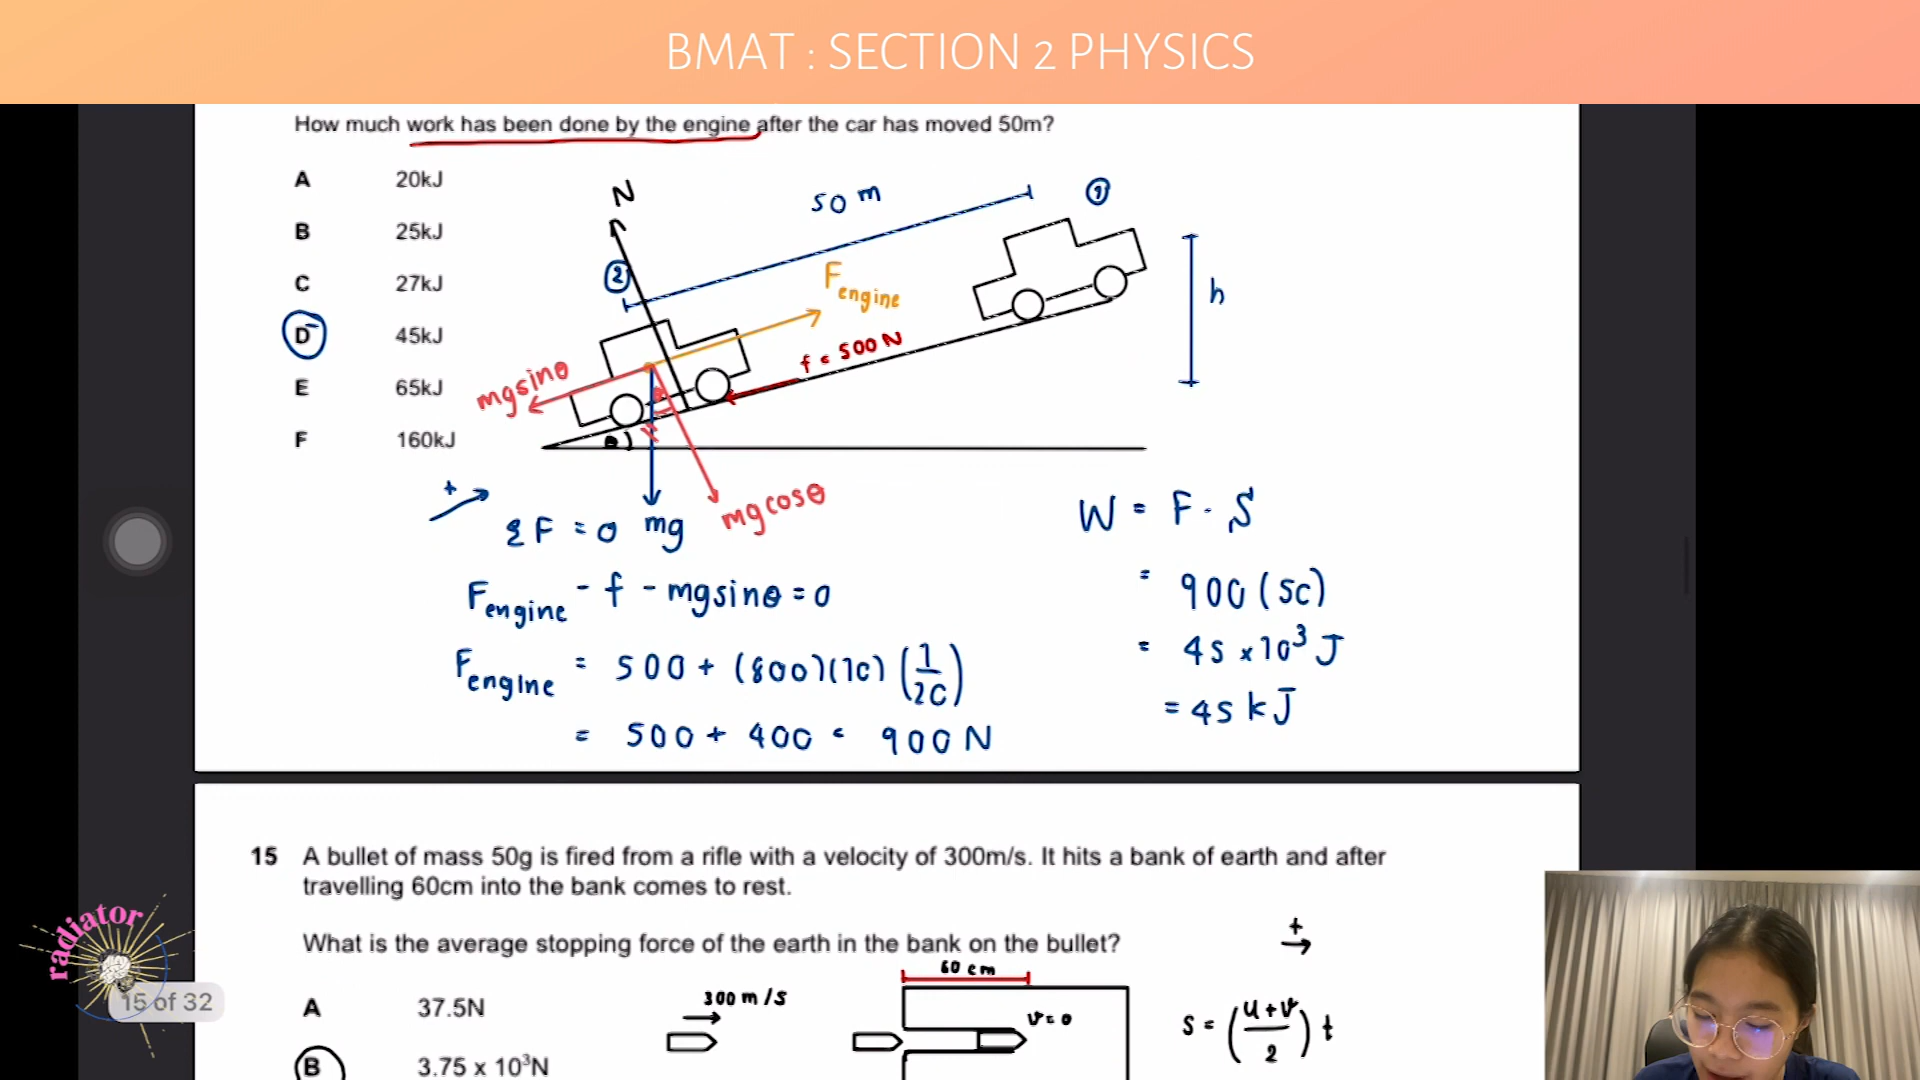 BMAT : SECTION 2 PHYSICS
How much work has been done by the engine after the car has moved 50m?
A 20kJ
B 25kJ
C 27kJ
D 45kJ
E 65kJ
F 160kJ
N
50 m
1
2
F engine
f = 500 N
h
mgsinθ
θ
θ
mg
mgcosθ
+
ΣF = 0
F engine - f - mgsinθ = 0
F engine = 500 + (800)(10)(1/20)
= 500 + 400 = 900 N
W = F · S
= 900 (50)
= 45 x 10³ J
= 45 kJ
15 A bullet of mass 50g is fired from a rifle with a velocity of 300m/s. It hits a bank of earth and after
travelling 60cm into the bank comes to rest.
What is the average stopping force of the earth in the bank on the bullet?
A 37.5N
B 3.75 x 10³N
300 m/s
60 cm
v = 0
+
s = (u+v/2) t
radiator
15 of 32